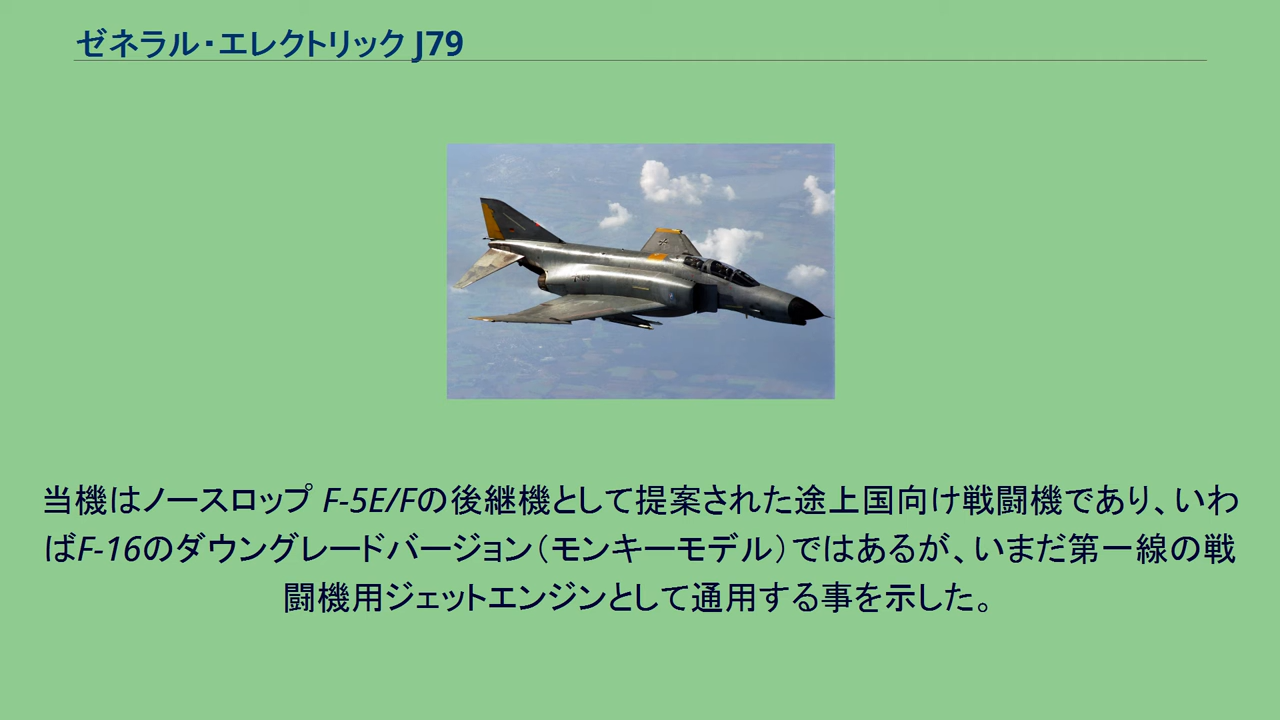 ゼネラル・エレクトリック J79
当機はノースロップ F-5E/Fの後継機として提案された途上国向け戦闘機であり、いわ
ばF-16のダウングレードバージョン（モンキーモデル）ではあるが、いまだ第一線の戦
闘機用ジェットエンジンとして通用する事を示した。